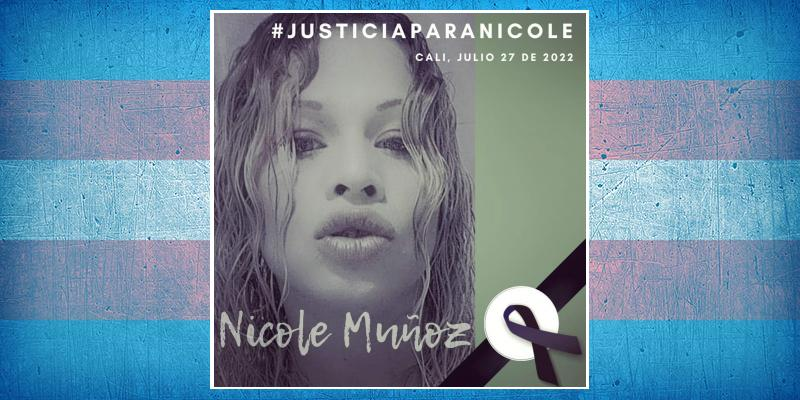 #JUSTICIAPARANICOLE
CALI, JULIO 27 DE 2022
Nicole Muñoz